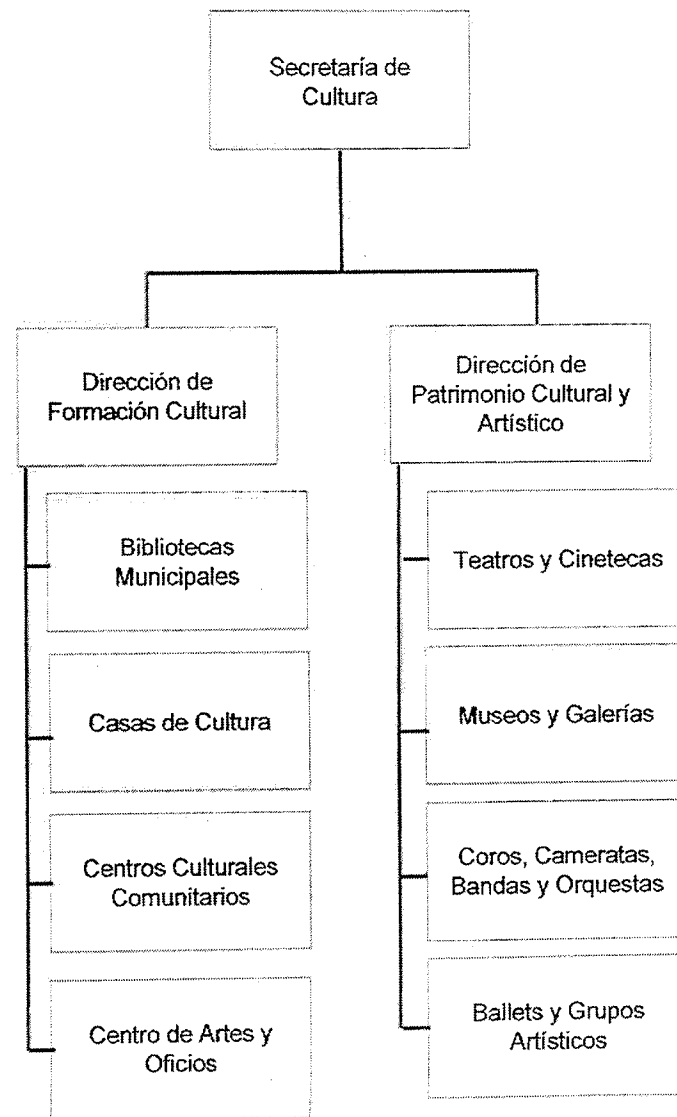 Secretaría de
Cultura
Dirección de
Formación Cultural
Bibliotecas
Municipales
Casas de Cultura
Centros Culturales
Comunitarios
Centro de Artes y
Oficios
Dirección de
Patrimonio Cultural y
Artístico
Teatros y Cinetecas
Museos y Galerías
Coros, Cameratas,
Bandas y Orquestas
Ballets y Grupos
Artísticos